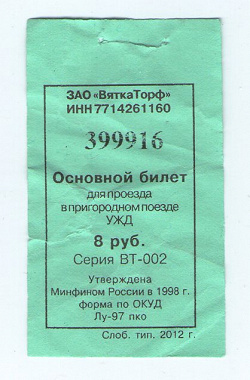 ЗАО «ВяткаТорф»
ИНН 7714261160
399916
Основной билет
для проезда
в пригородном поезде
УЖД
8 руб.
Серия ВТ-002
Утверждена
Минфином России в 1998 г.
форма по ОКУД
Лу-97 пко
Слоб. тип. 2012 г.